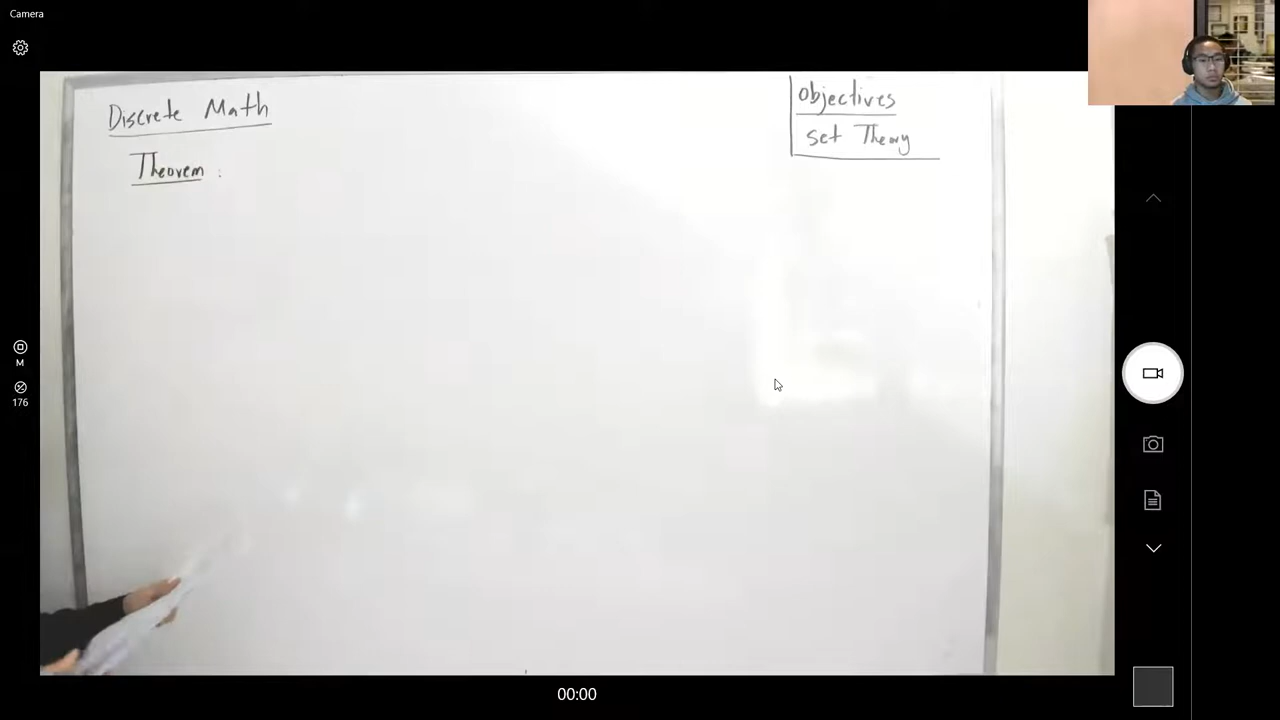 Camera
Discrete Math
Objectives
set Theory
Theorem :
M
176
00:00